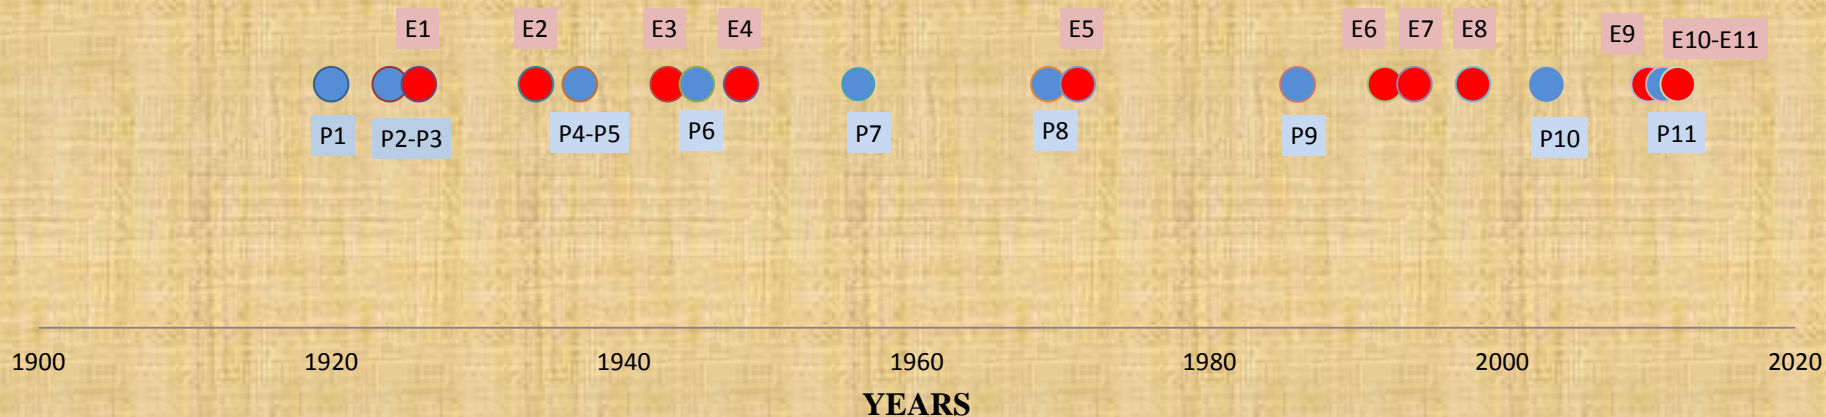 E1 E2 E3 E4 E5 E6 E7 E8 E9 E10-E11
P1 P2-P3 P4-P5 P6 P7 P8 P9 P10 P11
1900 1920 1940 1960 1980 2000 2020
YEARS